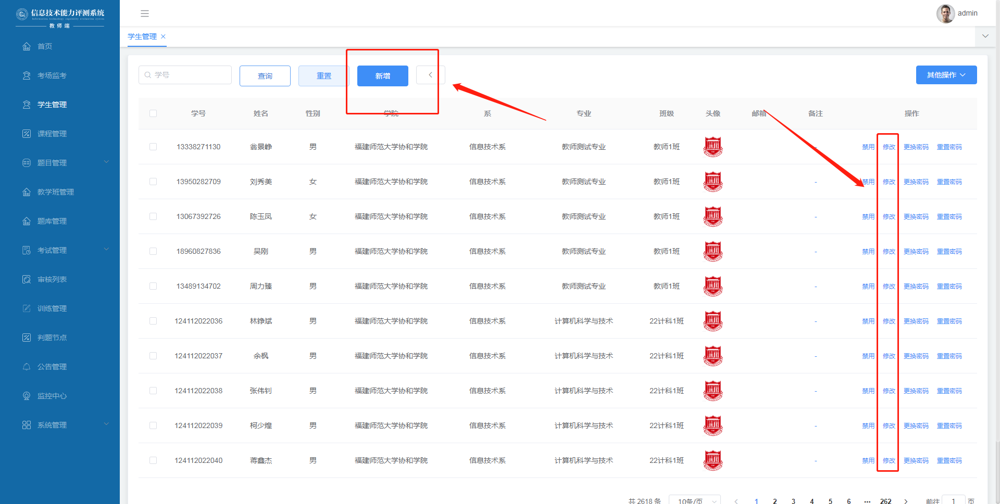 信息技术能力评测系统
Information technology capability evaluation system
教师端
首页
考场监考
学生管理
课程管理
题目管理
教学班管理
题库管理
考试管理
审核列表
训练管理
判题节点
公告管理
监控中心
系统管理
admin
学生管理 ×
学号 查询 重置 新增 < 其他操作
学号 姓名 性别 学院 系 专业 班级 头像 邮箱 备注 操作
13338271130 翁景峥 男 福建师范大学协和学院 信息技术系 教师测试专业 教师1班 - 禁用 修改 更换密码 重置密码
13950282709 刘秀美 女 福建师范大学协和学院 信息技术系 教师测试专业 教师1班 - 禁用 修改 更换密码 重置密码
13067392726 陈玉凤 女 福建师范大学协和学院 信息技术系 教师测试专业 教师1班 - 禁用 修改 更换密码 重置密码
18960827836 吴刚 男 福建师范大学协和学院 信息技术系 教师测试专业 教师1班 - 禁用 修改 更换密码 重置密码
13489134702 周力臻 男 福建师范大学协和学院 信息技术系 教师测试专业 教师1班 - 禁用 修改 更换密码 重置密码
124112022036 林铮斌 男 福建师范大学协和学院 信息技术系 计算机科学与技术 22计科1班 - 禁用 修改 更换密码 重置密码
124112022037 余枫 男 福建师范大学协和学院 信息技术系 计算机科学与技术 22计科1班 - 禁用 修改 更换密码 重置密码
124112022038 张伟钊 男 福建师范大学协和学院 信息技术系 计算机科学与技术 22计科1班 - 禁用 修改 更换密码 重置密码
124112022039 柯少煌 男 福建师范大学协和学院 信息技术系 计算机科学与技术 22计科1班 - 禁用 修改 更换密码 重置密码
124112022040 蒋鑫杰 男 福建师范大学协和学院 信息技术系 计算机科学与技术 22计科1班 - 禁用 修改 更换密码 重置密码
共 2618 条 10条/页 < 1 2 3 4 5 6 ••• 262 > 前往 1 页